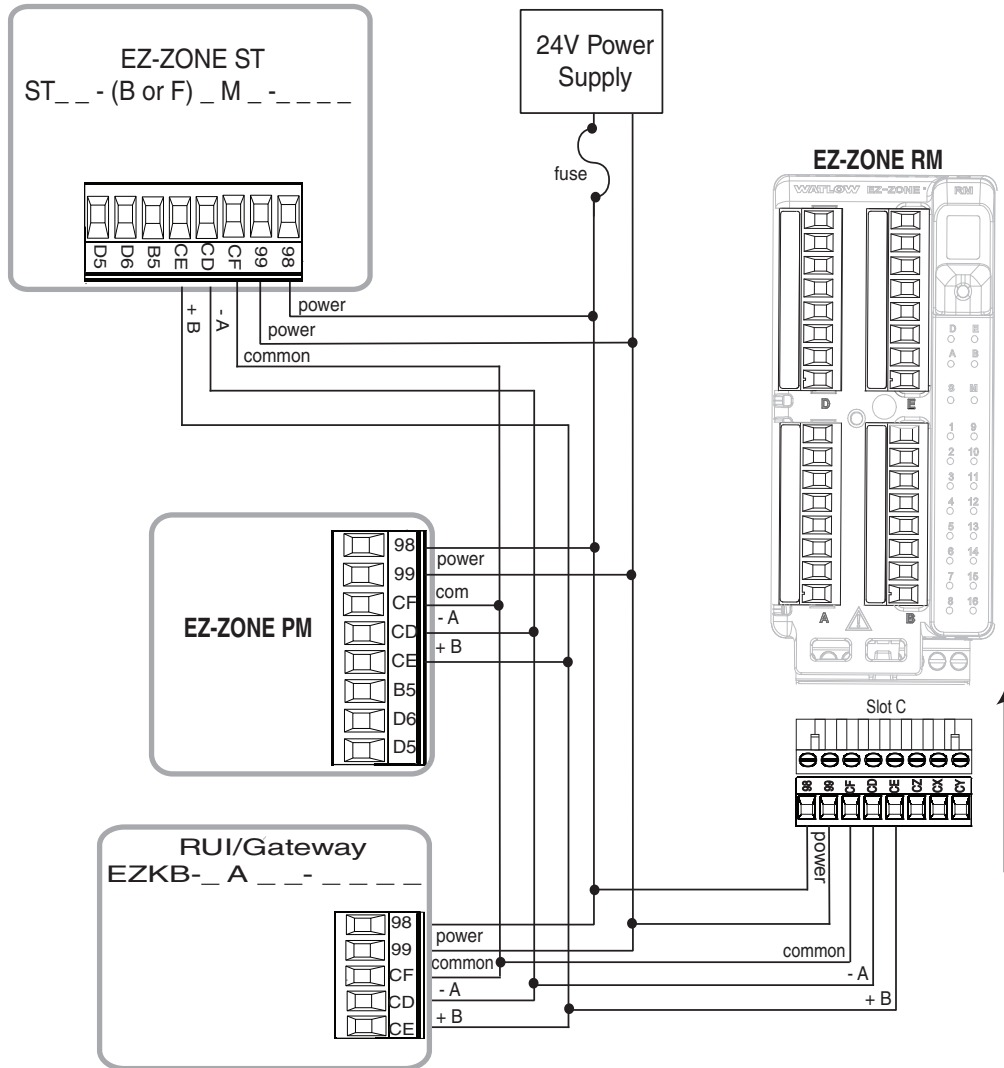 EZ-ZONE ST
ST_ _ - (B or F) _ M _ -_ _ _ _
D5 D6 B5 CE CD CF 99 98
+ B
- A
power
power
common
24V Power
Supply
fuse
EZ-ZONE RM
WATLOW EZ-ZONE RM
D E
A B
S M
1 9
2 10
3 11
4 12
5 13
6 14
7 15
8 16
D E
A B
Slot C
98 99 CF CD CE CZ CX CY
power
common
- A
+ B
EZ-ZONE PM
98
99
CF
CD
CE
B5
D6
D5
power
com
- A
+ B
RUI/Gateway
EZKB-_ A _ _- _ _ _ _
98
99
CF
CD
CE
power
common
- A
+ B